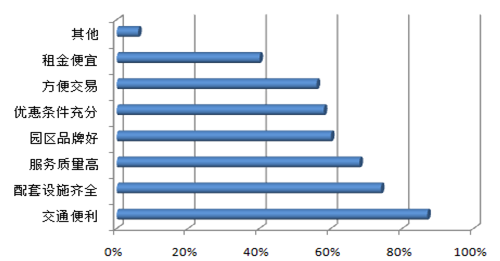 其他
租金便宜
方便交易
优惠条件充分
园区品牌好
服务质量高
配套设施齐全
交通便利
0% 20% 40% 60% 80% 100%